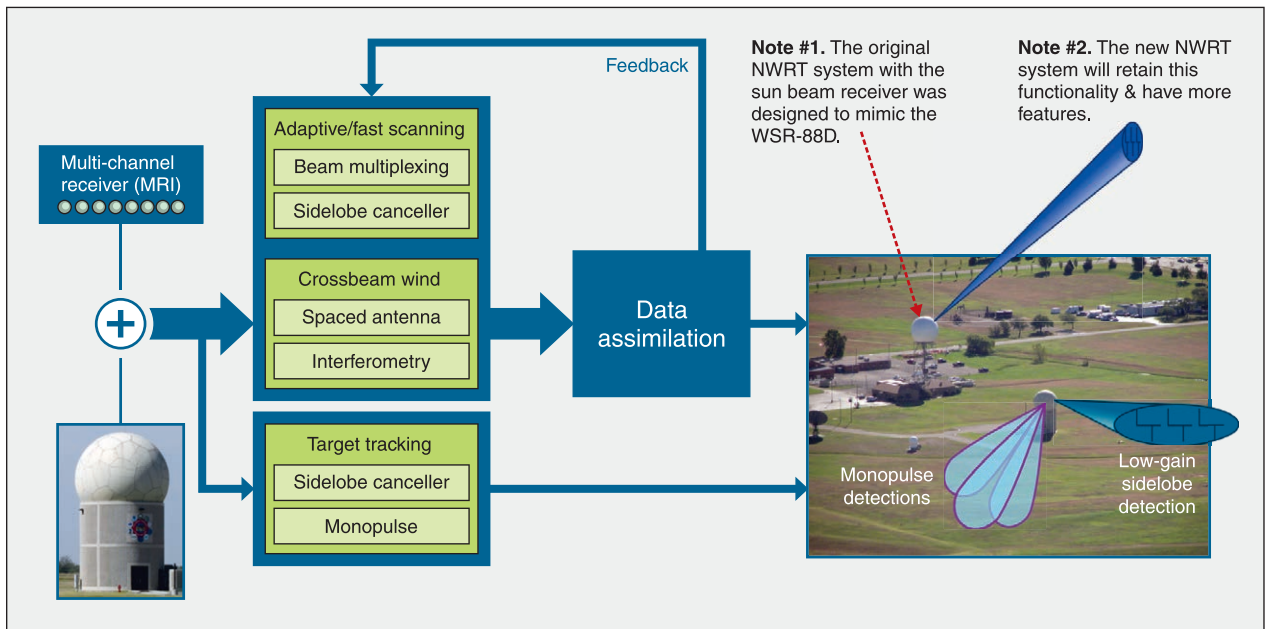 Feedback
Note #1. The original
NWRT system with the
sun beam receiver was
designed to mimic the
WSR-88D.
Note #2. The new NWRT
system will retain this
functionality & have more
features.
Multi-channel
receiver (MRI)
Adaptive/fast scanning
Beam multiplexing
Sidelobe canceller
Crossbeam wind
Spaced antenna
Interferometry
Data
assimilation
Target tracking
Sidelobe canceller
Monopulse
Monopulse
detections
Low-gain
sidelobe
detection